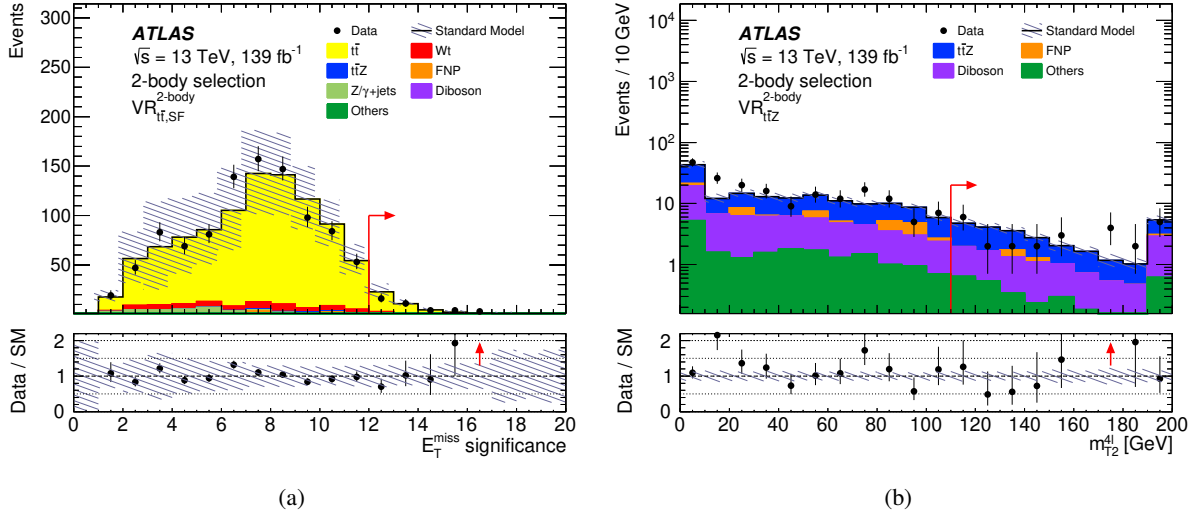 Events
300
250
200
150
100
50
ATLAS
√s = 13 TeV, 139 fb⁻¹
2-body selection
VR^2-body_tt̄,SF
Data
Standard Model
tt̄
Wt
tt̄Z
FNP
Z/γ+jets
Diboson
Others
Data / SM
2
1
0
0 2 4 6 8 10 12 14 16 18 20
E_T^miss significance
(a)
Events / 10 GeV
10⁴
10³
10²
10
1
ATLAS
√s = 13 TeV, 139 fb⁻¹
2-body selection
VR^2-body_tt̄Z
Data
Standard Model
tt̄Z
FNP
Diboson
Others
Data / SM
2
1
0
0 20 40 60 80 100 120 140 160 180 200
m_T2^4l [GeV]
(b)